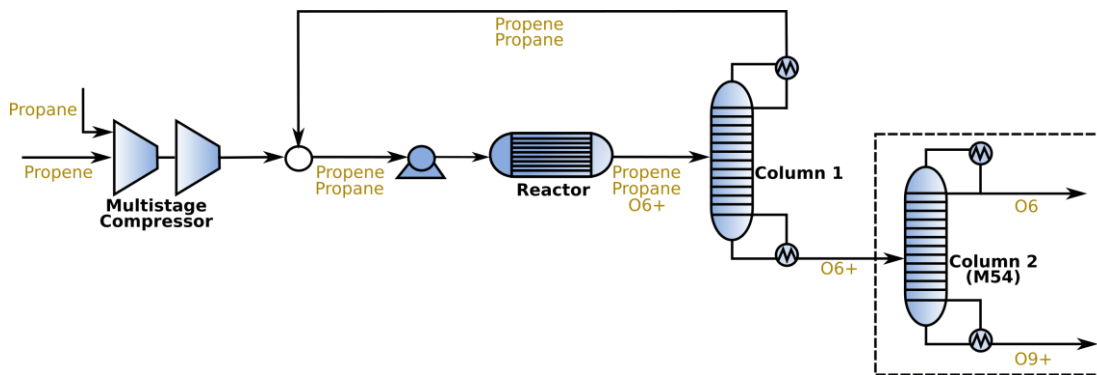 Propene
Propane
Propane
Propene
Multistage
Compressor
Propene
Propane
Reactor
Propene
Propane
O6+
Column 1
O6+
O6
Column 2
(M54)
O9+